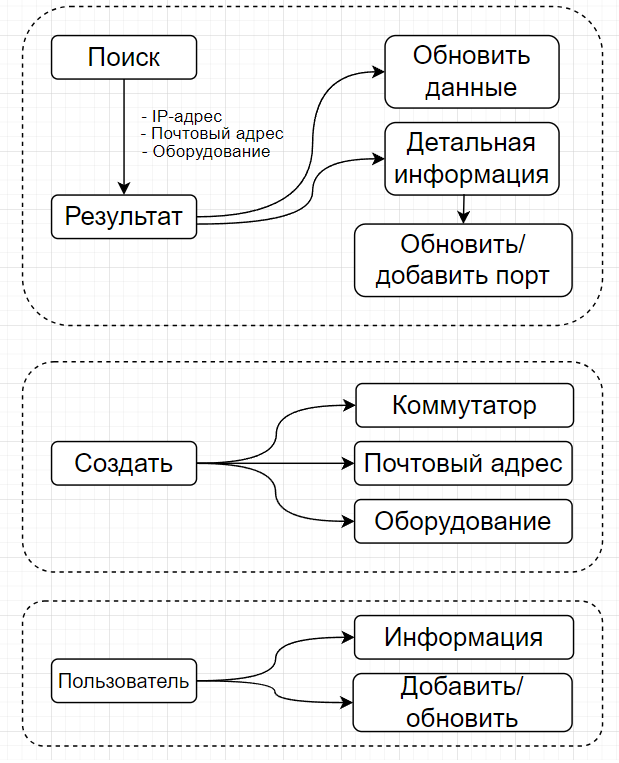 Поиск
- IP-адрес
- Почтовый адрес
- Оборудование
Результат
Обновить
данные
Детальная
информация
Обновить/
добавить порт
Создать
Коммутатор
Почтовый адрес
Оборудование
Пользователь
Информация
Добавить/
обновить